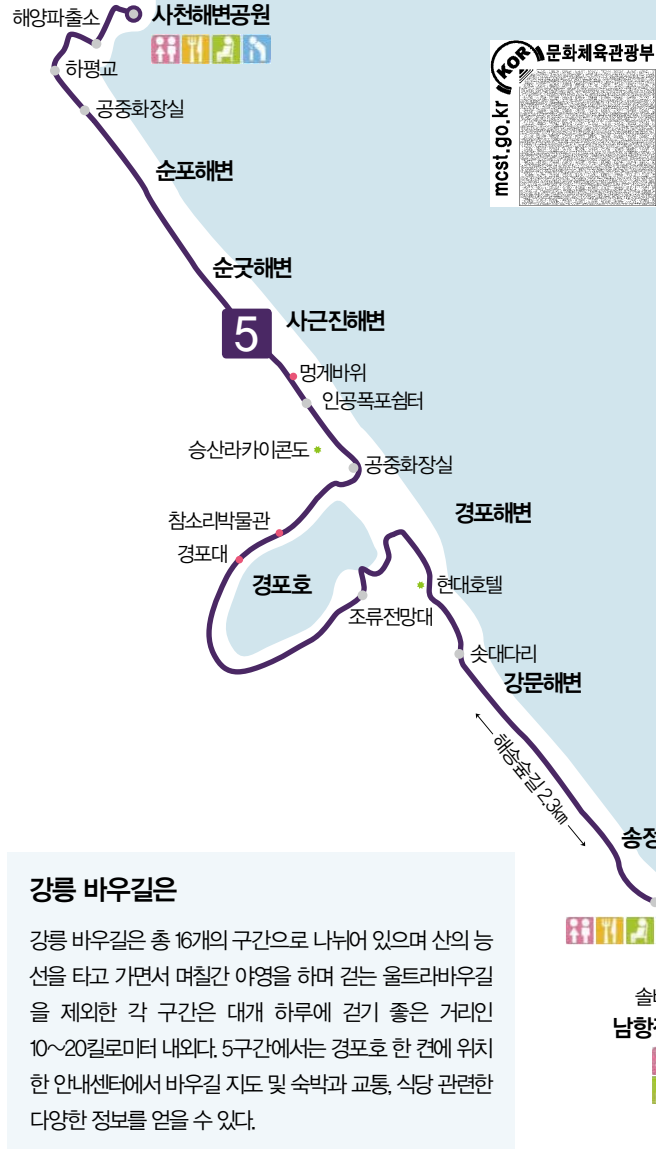 해양파출소
사천해변공원
하평교
공중화장실
KOR 문화체육관광부
mcst.go.kr
순포해변
순긋해변
5
사근진해변
멍게바위
인공폭포쉼터
승산라카이콘도
공중화장실
참소리박물관
경포해변
경포대
경포호
현대호텔
조류전망대
솟대다리
강문해변
해송숲길 2.3㎞
송정
솔바
남향
강릉 바우길은
강릉 바우길은 총 16개의 구간으로 나뉘어 있으며 산의 능
선을 타고 가면서 며칠간 야영을 하며 걷는 울트라바우길
을 제외한 각 구간은 대개 하루에 걷기 좋은 거리인
10~20킬로미터 내외다. 5구간에서는 경포호 한 켠에 위치
한 안내센터에서 바우길 지도 및 숙박과 교통, 식당 관련한
다양한 정보를 얻을 수 있다.